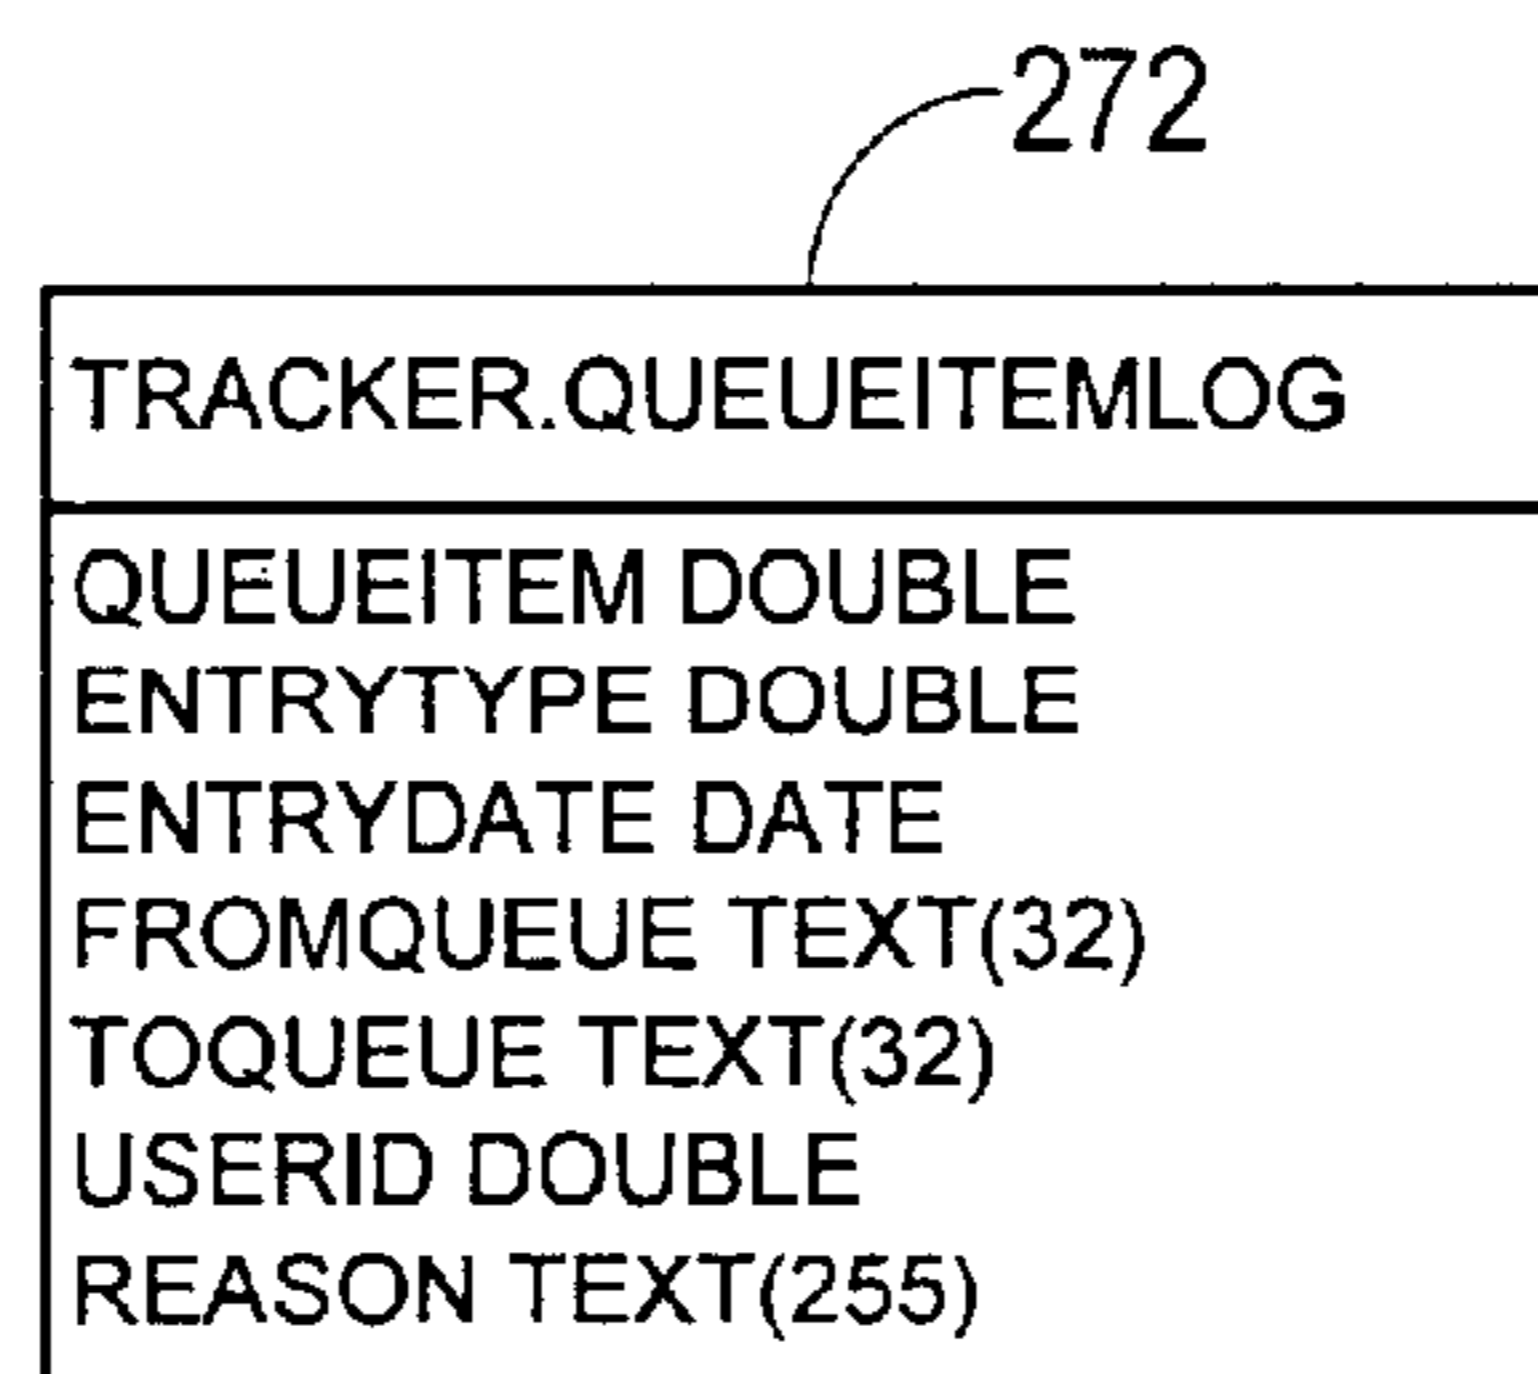 272
TRACKER.QUEUEITEMLOG
QUEUEITEM DOUBLE
ENTRYTYPE DOUBLE
ENTRYDATE DATE
FROMQUEUE TEXT(32)
TOQUEUE TEXT(32)
USERID DOUBLE
REASON TEXT(255)